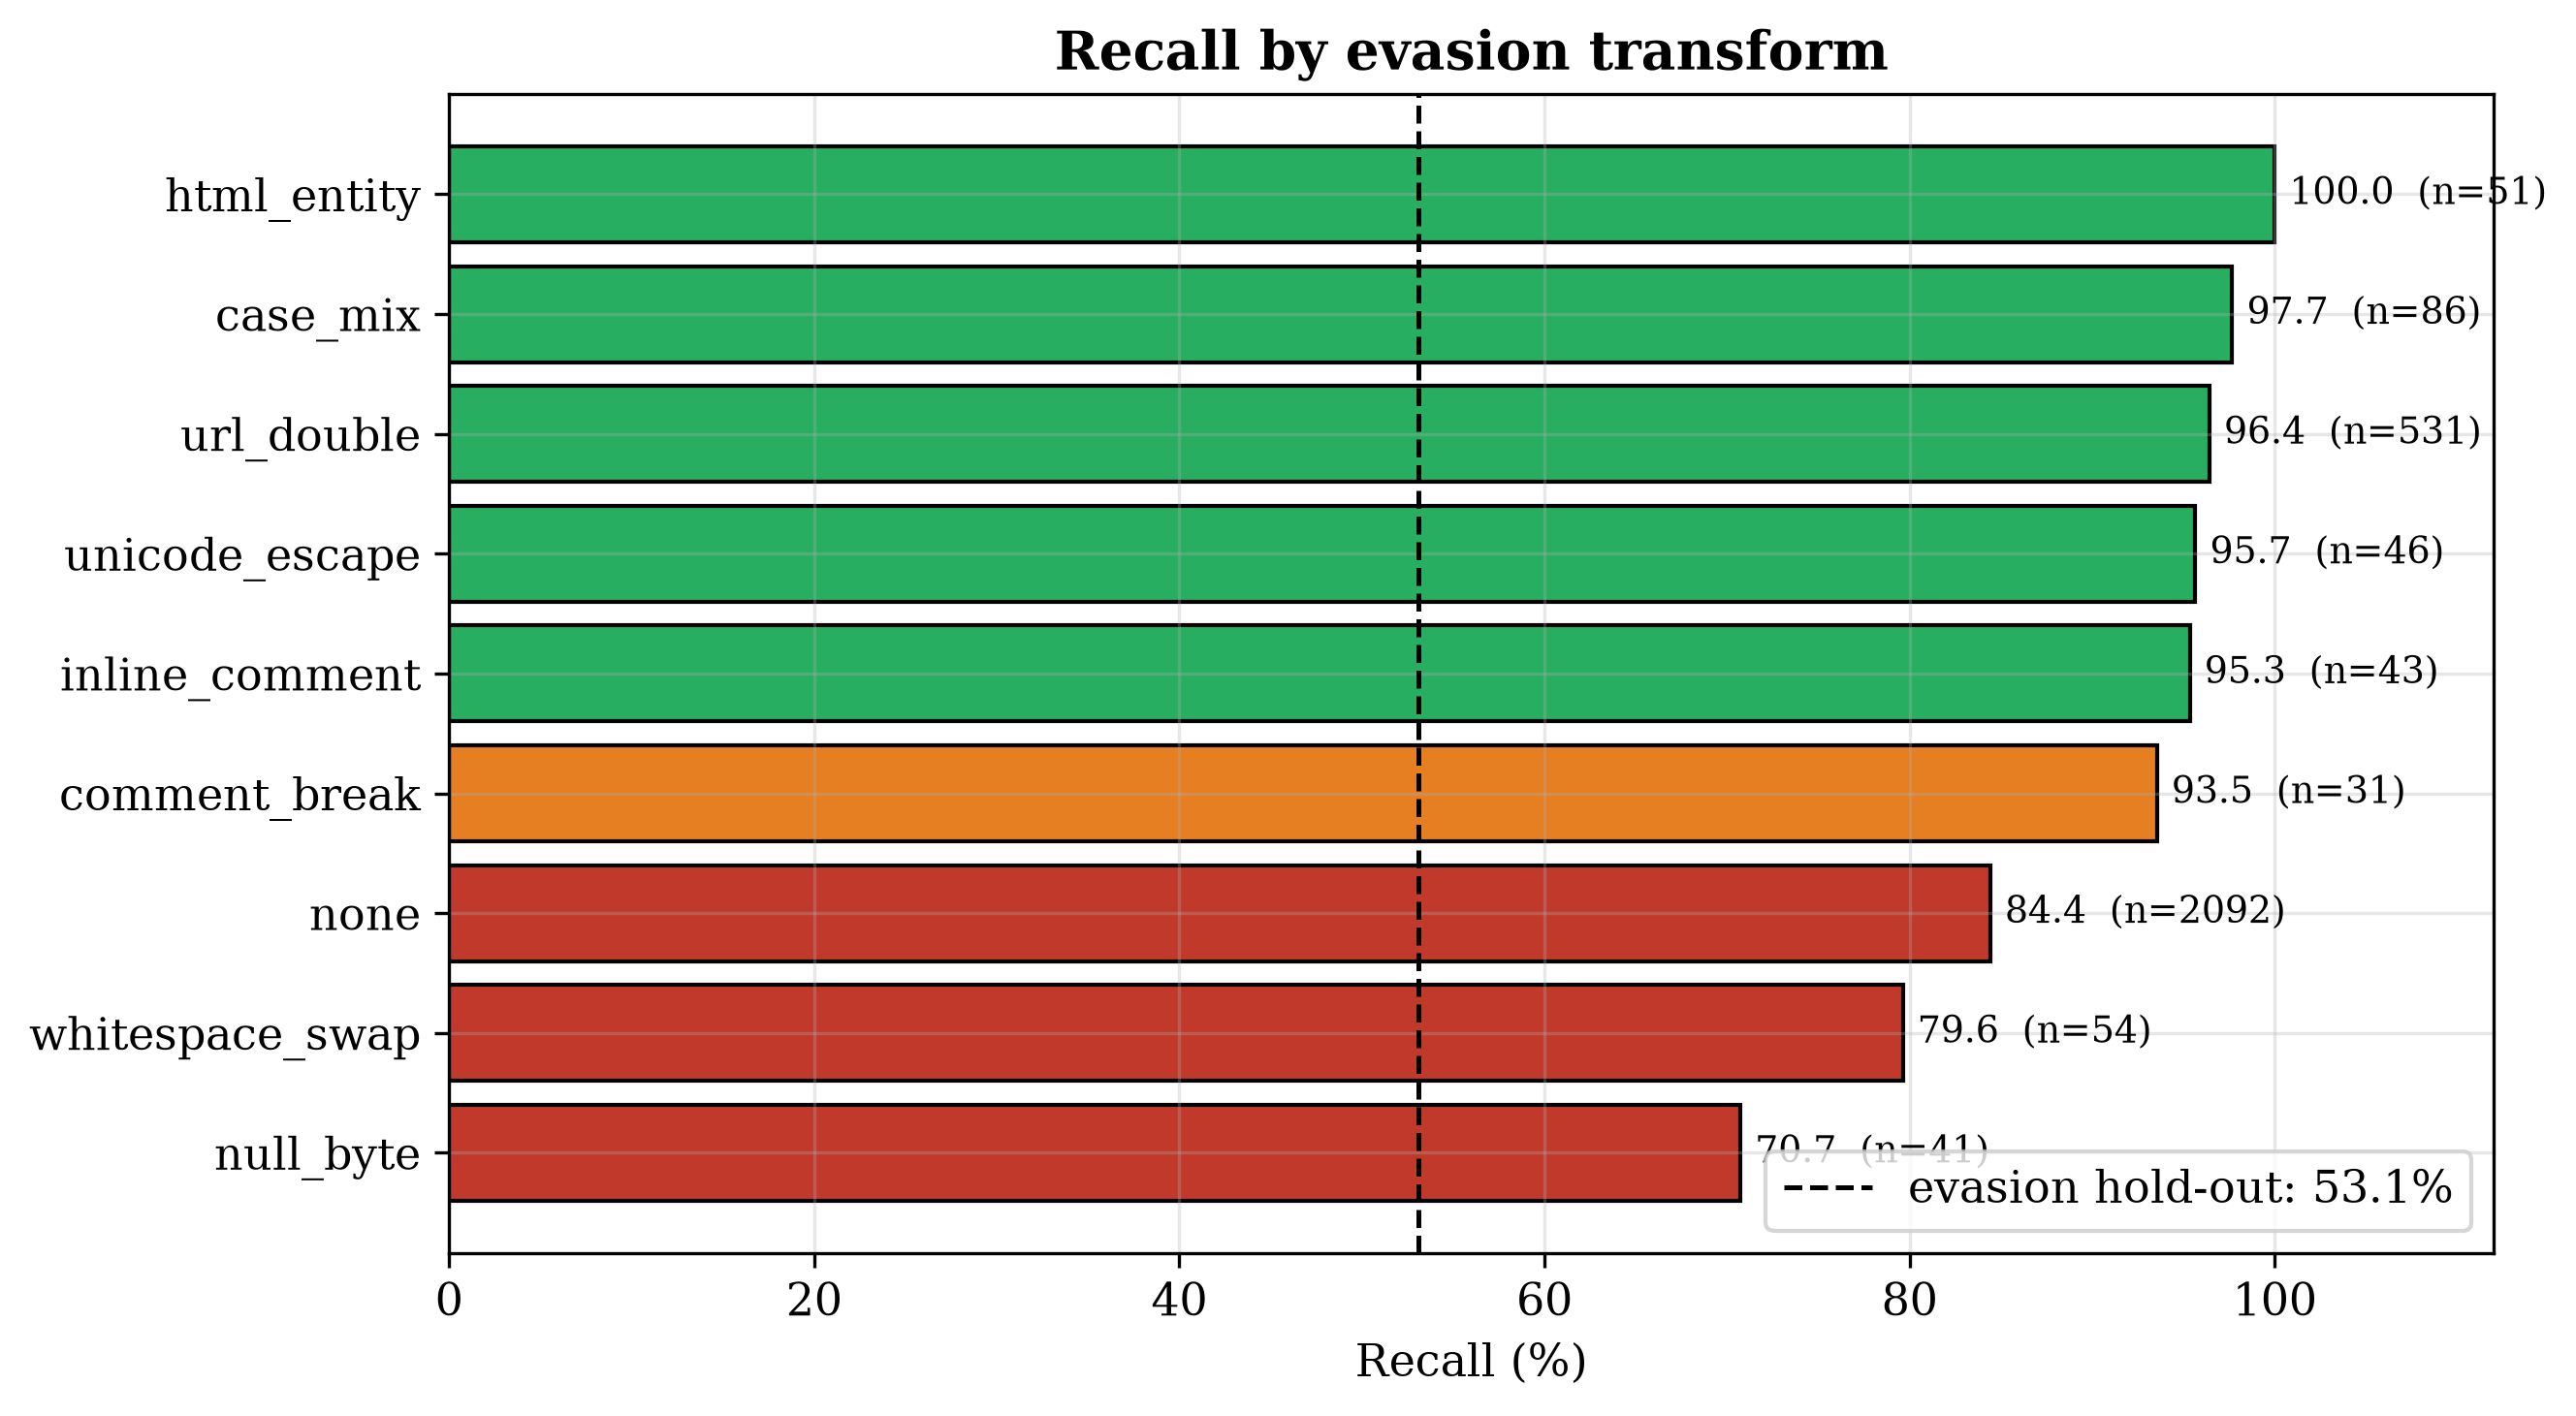 Recall by evasion transform
html_entity 100.0 (n=51)
case_mix 97.7 (n=86)
url_double 96.4 (n=531)
unicode_escape 95.7 (n=46)
inline_comment 95.3 (n=43)
comment_break 93.5 (n=31)
none 84.4 (n=2092)
whitespace_swap 79.6 (n=54)
null_byte 70.7 (n=41)
evasion hold-out: 53.1%
0 20 40 60 80 100
Recall (%)